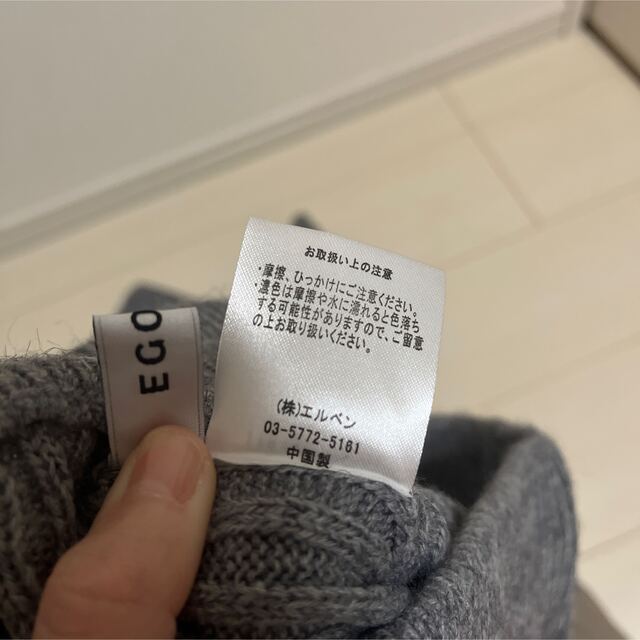 お取扱い上の注意
・摩擦、ひっかけにご注意ください。
・濃色は摩擦や水に濡れると色落ち
する可能性がありますので、ご留意
の上お取り扱いください。
(株)エルベン
03-5772-5161
中国製
EGO